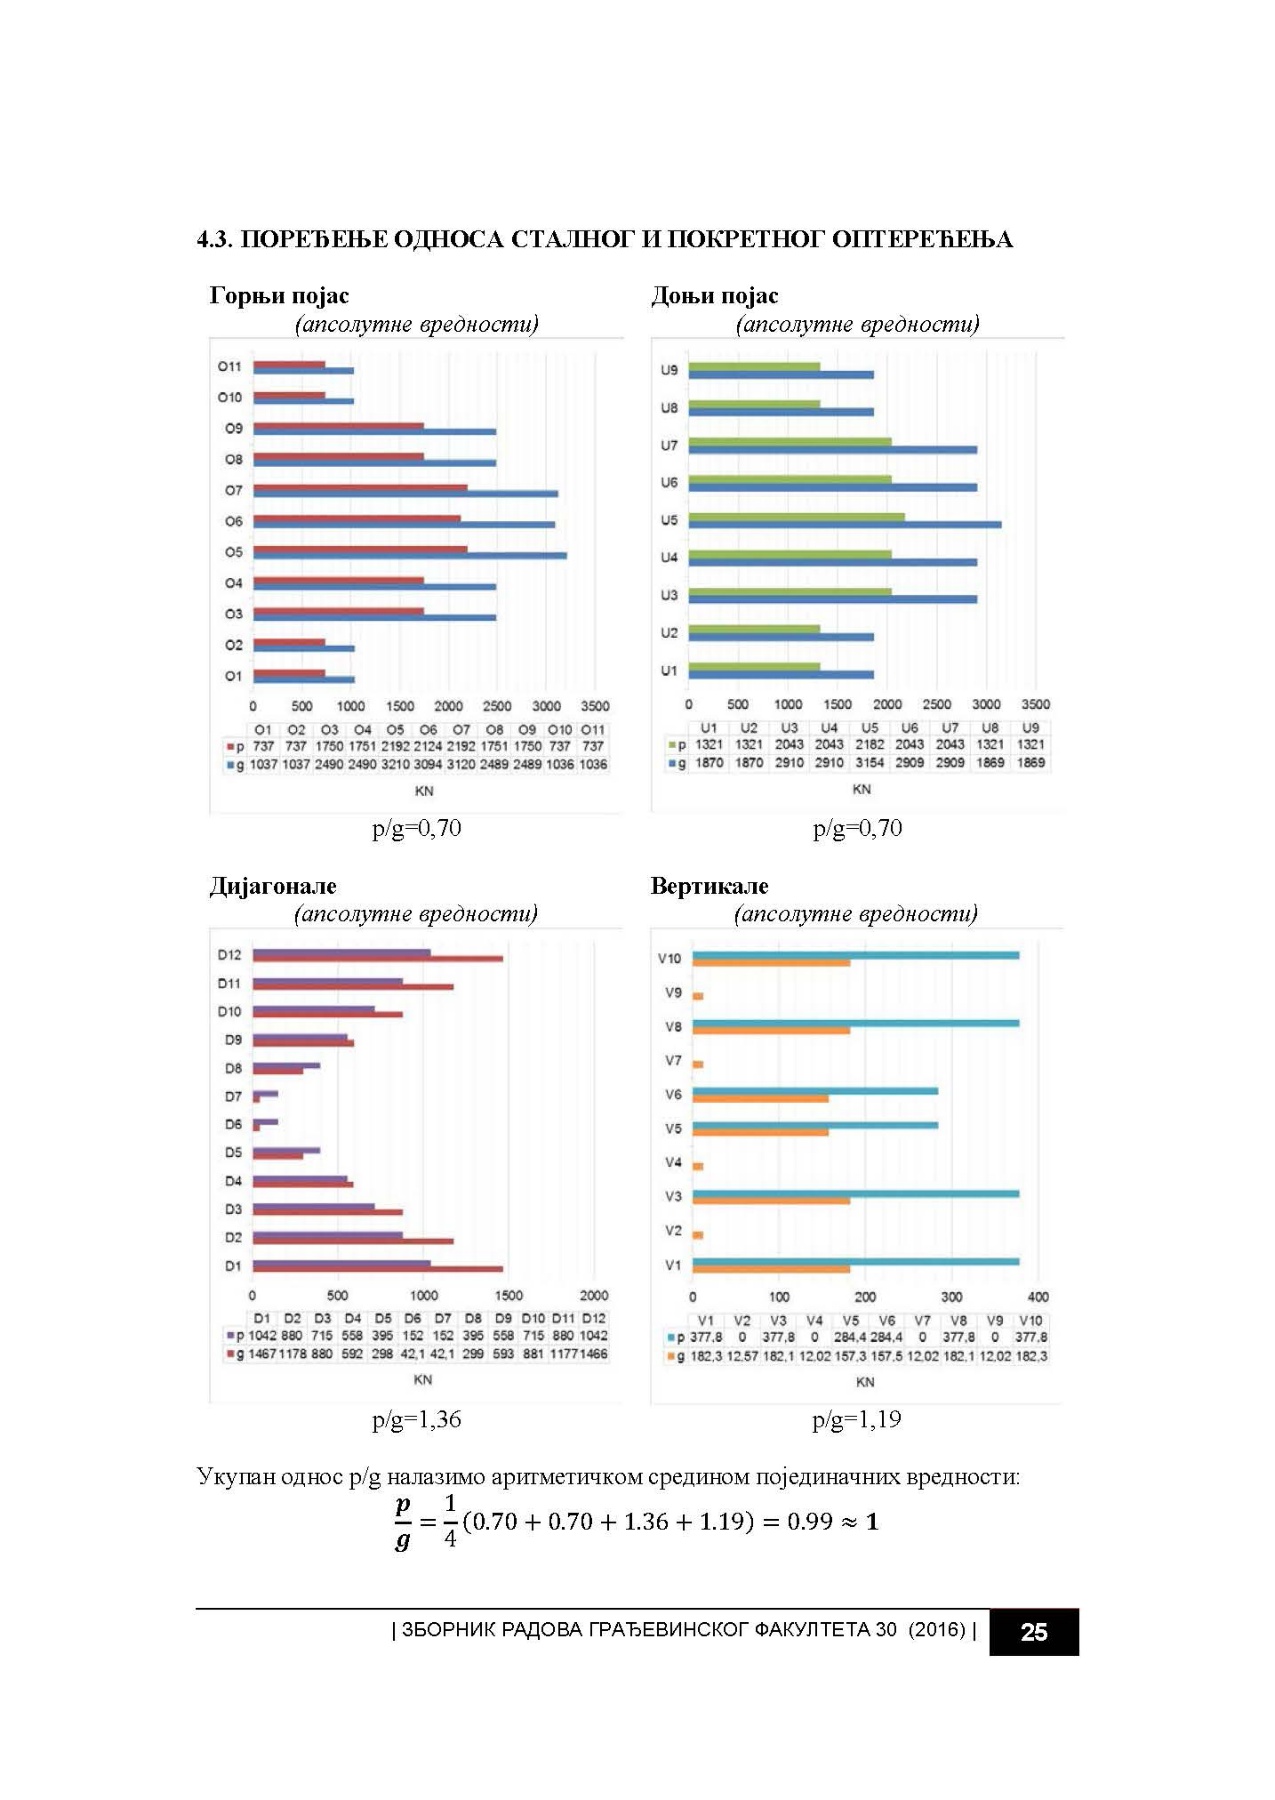 4.3. ПОРЕЂЕЊЕ ОДНОСА СТАЛНОГ И ПОКРЕТНОГ ОПТЕРЕЋЕЊА
Горњи појас
(апсолутне вредности)
O11
O10
O9
O8
O7
O6
O5
O4
O3
O2
O1
0 500 1000 1500 2000 2500 3000 3500
O1 O2 O3 O4 O5 O6 O7 O8 O9 O10 O11
p 737 737 1750 1751 2192 2124 2192 1751 1750 737 737
g 1037 1037 2490 2490 3210 3094 3120 2489 2489 1036 1036
KN
p/g=0,70
Доњи појас
(апсолутне вредности)
U9
U8
U7
U6
U5
U4
U3
U2
U1
0 500 1000 1500 2000 2500 3000 3500
U1 U2 U3 U4 U5 U6 U7 U8 U9
p 1321 1321 2043 2043 2182 2043 2043 1321 1321
g 1870 1870 2910 2910 3154 2909 2909 1869 1869
KN
p/g=0,70
Дијагонале
(апсолутне вредности)
D12
D11
D10
D9
D8
D7
D6
D5
D4
D3
D2
D1
0 500 1000 1500 2000
D1 D2 D3 D4 D5 D6 D7 D8 D9 D10 D11 D12
p 1042 880 715 558 395 152 152 395 558 715 880 1042
g 1467 1178 880 592 298 42,1 42,1 299 593 881 1177 1466
KN
p/g=1,36
Вертикале
(апсолутне вредности)
V10
V9
V8
V7
V6
V5
V4
V3
V2
V1
0 100 200 300 400
V1 V2 V3 V4 V5 V6 V7 V8 V9 V10
p 377,8 0 377,8 0 284,4 284,4 0 377,8 0 377,8
g 182,3 12,57 182,1 12,02 157,3 157,5 12,02 182,1 12,02 182,3
KN
p/g=1,19
Укупан однос p/g налазимо аритметичком средином појединачних вредности:
p/g = 1/4 (0.70 + 0.70 + 1.36 + 1.19) = 0.99 ≈ 1
| ЗБОРНИК РАДОВА ГРАЂЕВИНСКОГ ФАКУЛТЕТА 30 (2016) | 25